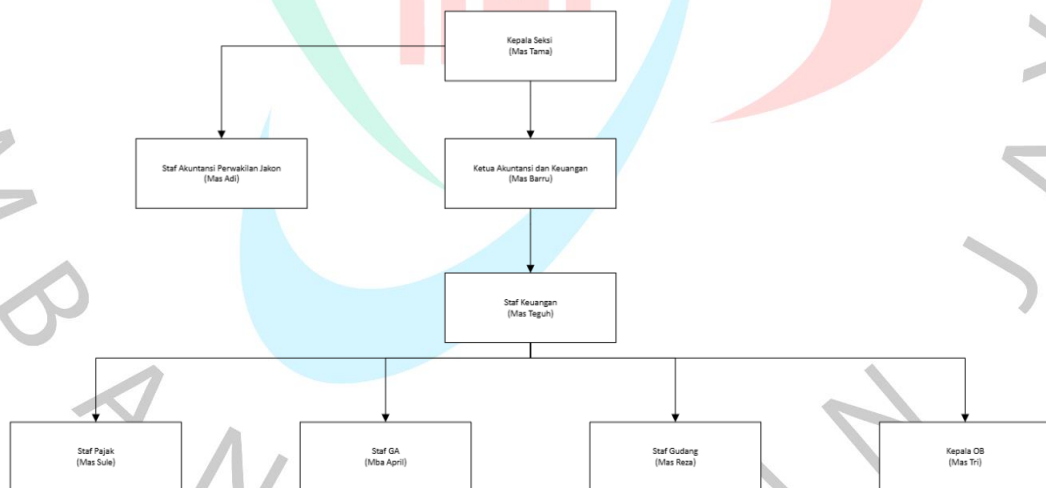 Kepala Seksi
(Mas Tama)
Staf Akuntansi Perwakilan Jakon
(Mas Adi)
Ketua Akuntansi dan Keuangan
(Mas Barru)
Staf Keuangan
(Mas Teguh)
Staf Pajak
(Mas Sule)
Staf GA
(Mba April)
Staf Gudang
(Mas Reza)
Kepala OB
(Mas Tri)